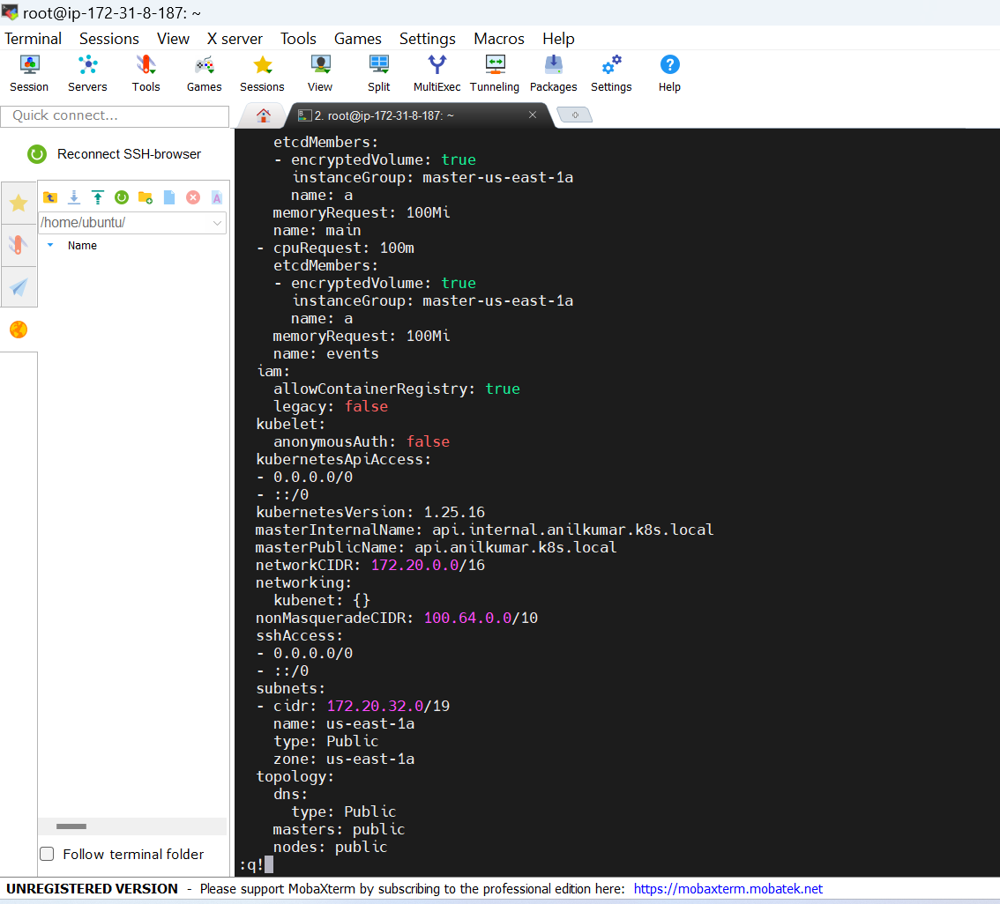 root@ip-172-31-8-187: ~
Terminal Sessions View X server Tools Games Settings Macros Help
Session Servers Tools Games Sessions View Split MultiExec Tunneling Packages Settings Help
Quick connect...
2. root@ip-172-31-8-187: ~
Reconnect SSH-browser
/home/ubuntu/
Name
Follow terminal folder
    etcdMembers:
    - encryptedVolume: true
      instanceGroup: master-us-east-1a
      name: a
    memoryRequest: 100Mi
    name: main
  - cpuRequest: 100m
    etcdMembers:
    - encryptedVolume: true
      instanceGroup: master-us-east-1a
      name: a
    memoryRequest: 100Mi
    name: events
  iam:
    allowContainerRegistry: true
    legacy: false
  kubelet:
    anonymousAuth: false
  kubernetesApiAccess:
  - 0.0.0.0/0
  - ::/0
  kubernetesVersion: 1.25.16
  masterInternalName: api.internal.anilkumar.k8s.local
  masterPublicName: api.anilkumar.k8s.local
  networkCIDR: 172.20.0.0/16
  networking:
    kubenet: {}
  nonMasqueradeCIDR: 100.64.0.0/10
  sshAccess:
  - 0.0.0.0/0
  - ::/0
  subnets:
  - cidr: 172.20.32.0/19
    name: us-east-1a
    type: Public
    zone: us-east-1a
  topology:
    dns:
      type: Public
    masters: public
    nodes: public
:q!
UNREGISTERED VERSION - Please support MobaXterm by subscribing to the professional edition here: https://mobaxterm.mobatek.net